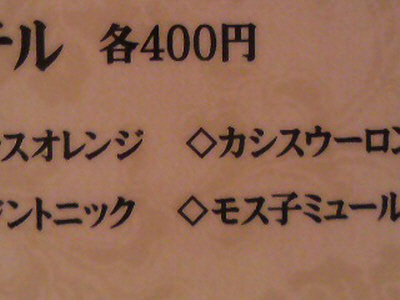 テル 各400円
スオレンジ ◇カシスウーロン
ントニック ◇モス子ミュール